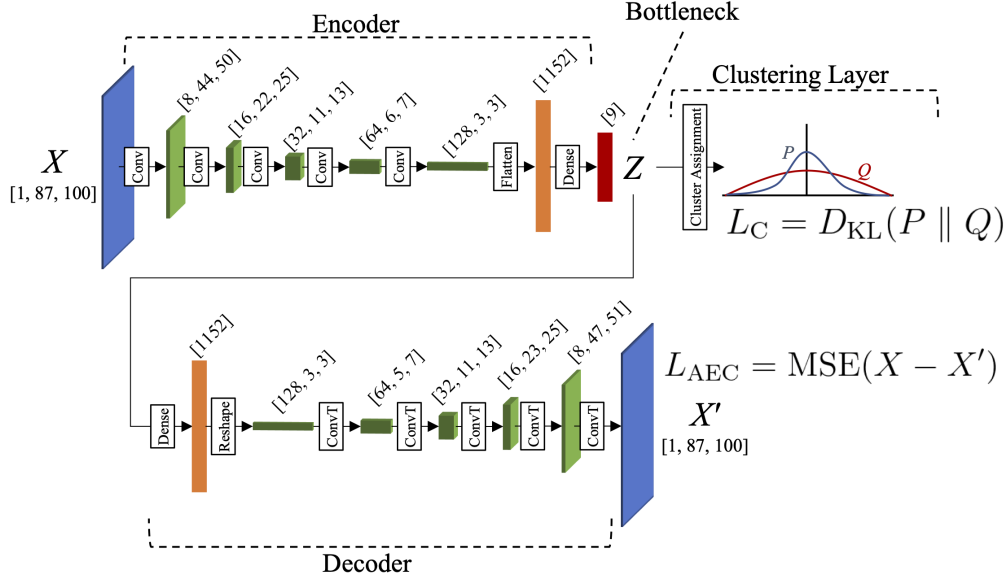 Bottleneck
Encoder
Clustering Layer
X
[1, 87, 100]
Conv
[8, 44, 50]
Conv
[16, 22, 25]
Conv
[32, 11, 13]
Conv
[64, 6, 7]
Conv
[128, 3, 3]
Flatten
[1152]
Dense
[9]
Z
Cluster Assignment
P
Q
L_C = D_KL(P ∥ Q)
Dense
[1152]
Reshape
[128, 3, 3]
ConvT
[64, 5, 7]
ConvT
[32, 11, 13]
ConvT
[16, 23, 25]
ConvT
[8, 47, 51]
ConvT
L_AEC = MSE(X − X′)
X′
[1, 87, 100]
Decoder